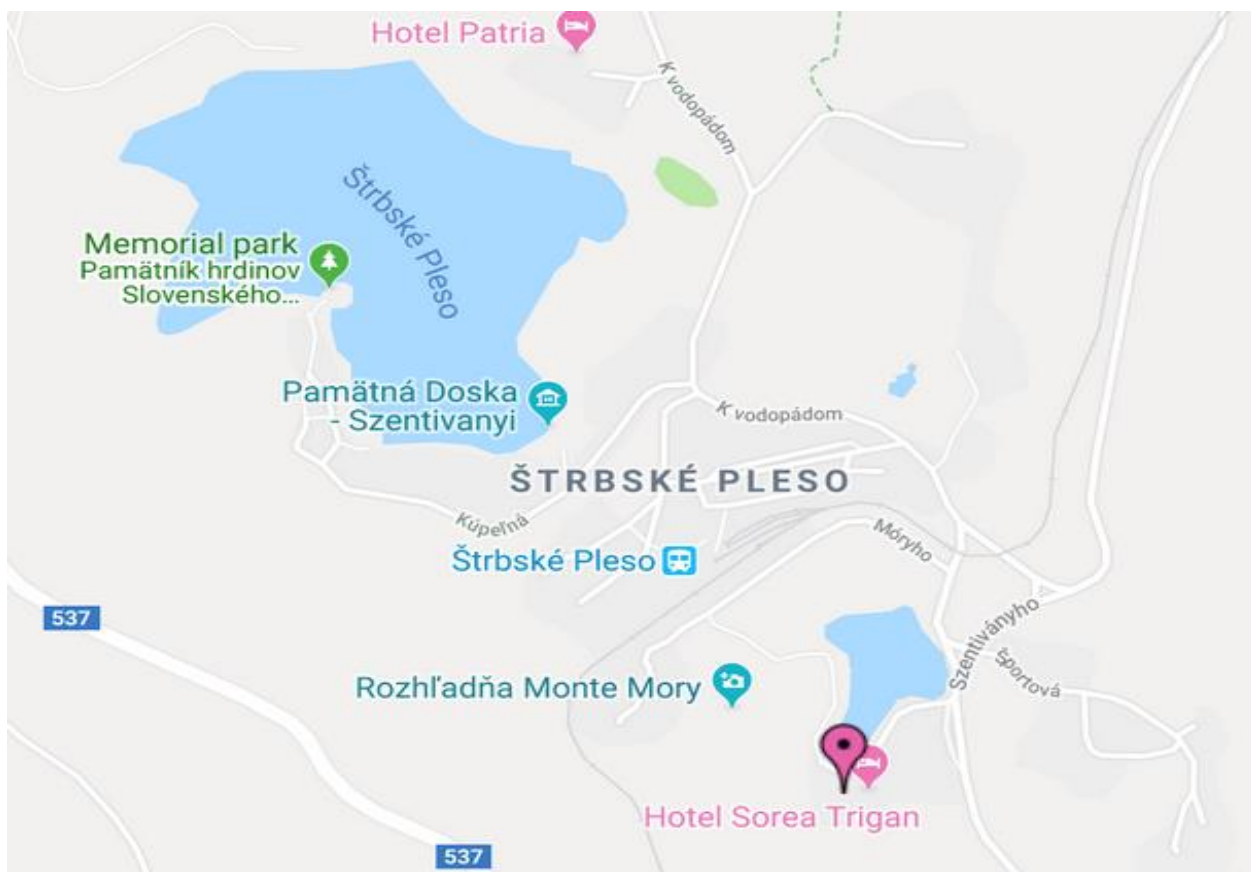 Hotel Patria
K vodopádom
Štrbské Pleso
Memorial park
Pamätník hrdinov
Slovenského...
Pamätná Doska
- Szentivanyi
K vodopádom
ŠTRBSKÉ PLESO
Kúpeľná
Móryho
Štrbské Pleso
537
Szentiványho
Športová
Rozhľadňa Monte Mory
Hotel Sorea Trigan
537